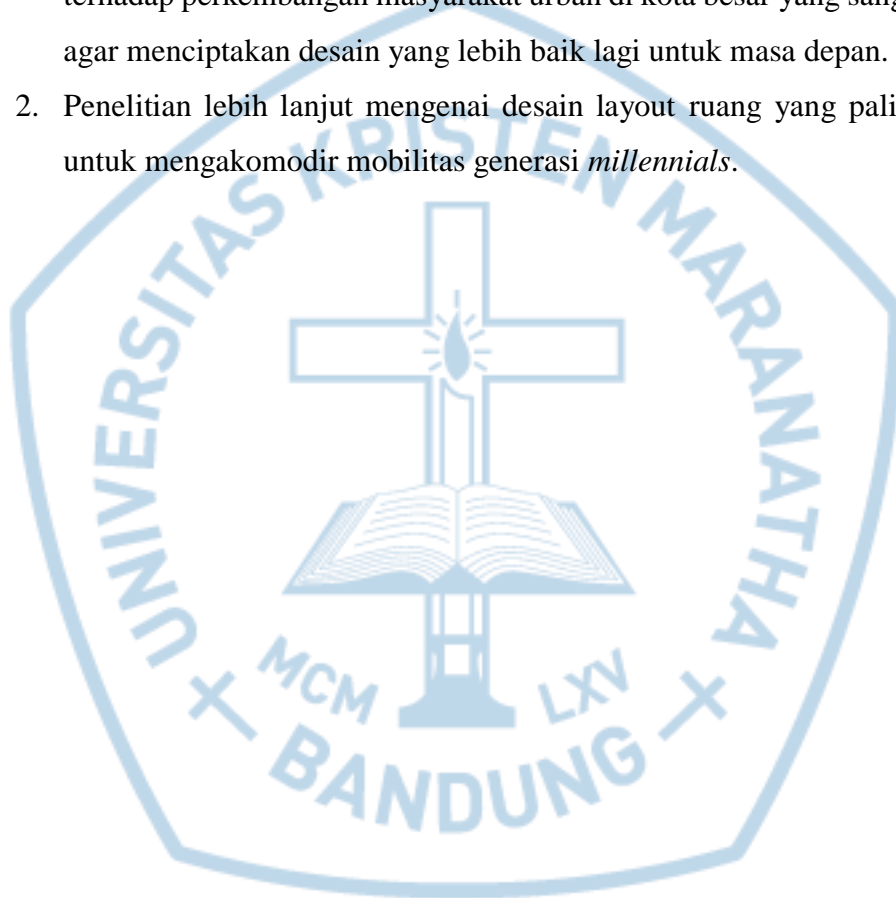 terhadap perkembangan masyarakat urban di kota besar yang
agar menciptakan desain yang lebih baik lagi untuk masa depan.
2. Penelitian lebih lanjut mengenai desain layout ruang yang
untuk mengakomodir mobilitas generasi millennials.
UNIVERSITAS KRISTEN MARANATHA
MCM LXV
BANDUNG